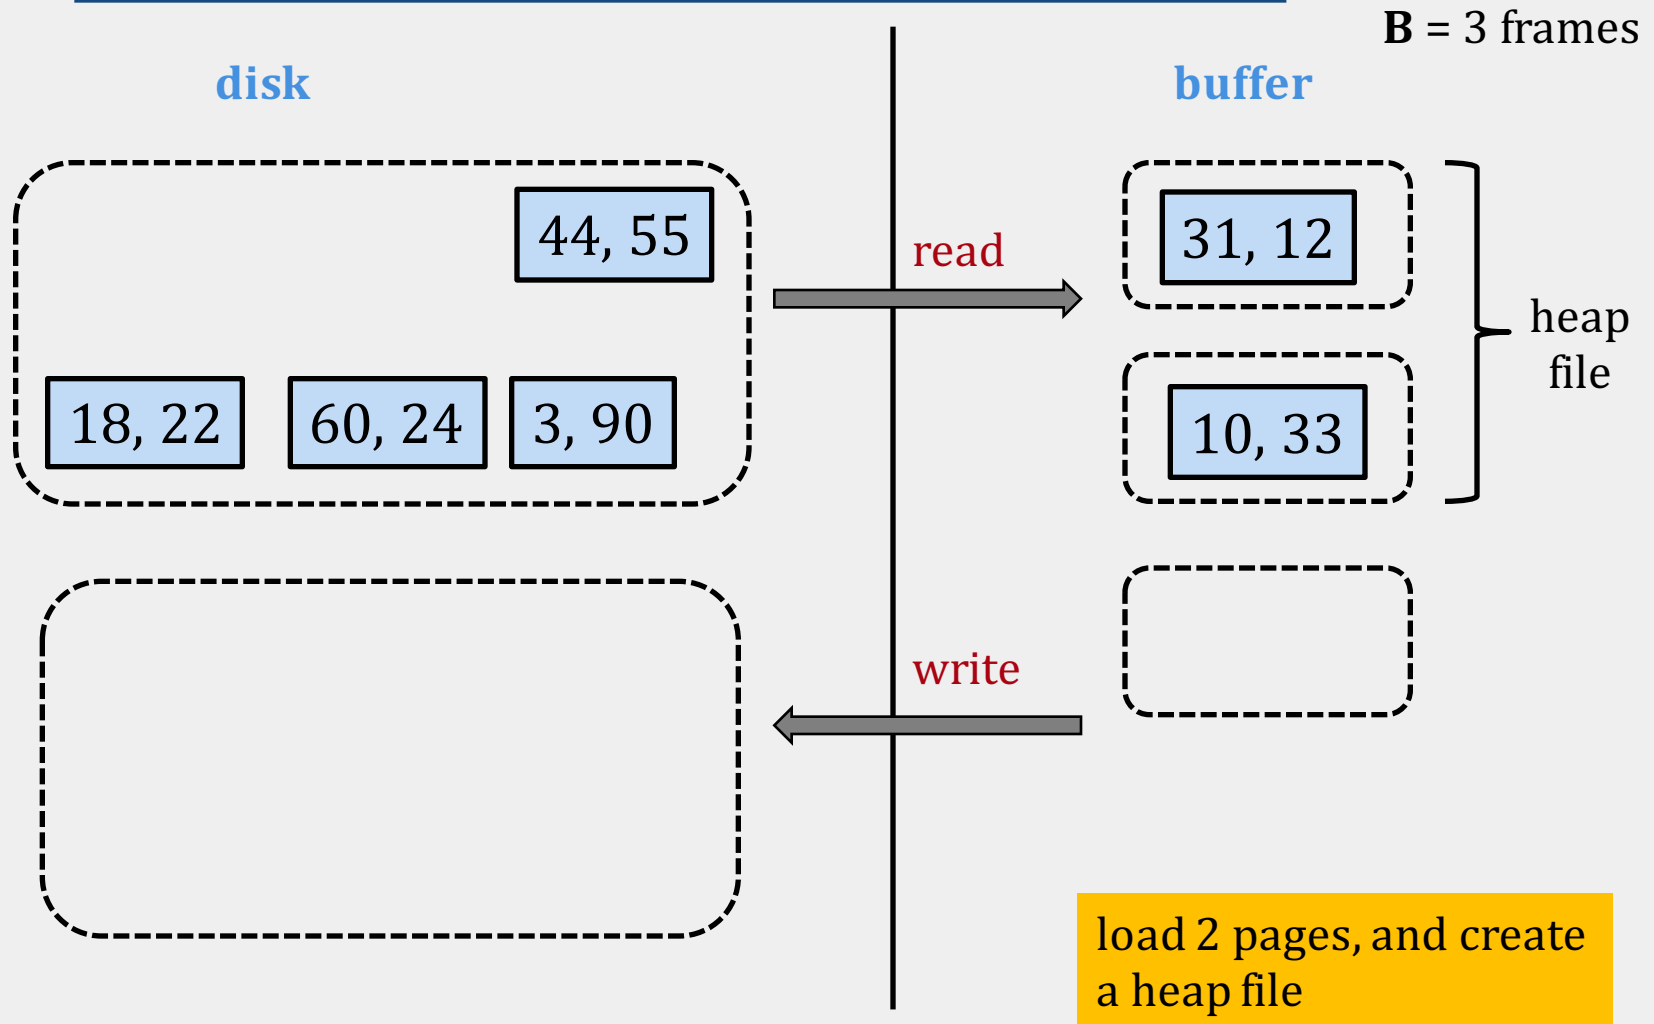 B = 3 frames
disk
buffer
44, 55
read
31, 12
heap
file
18, 22
60, 24
3, 90
10, 33
write
load 2 pages, and create
a heap file